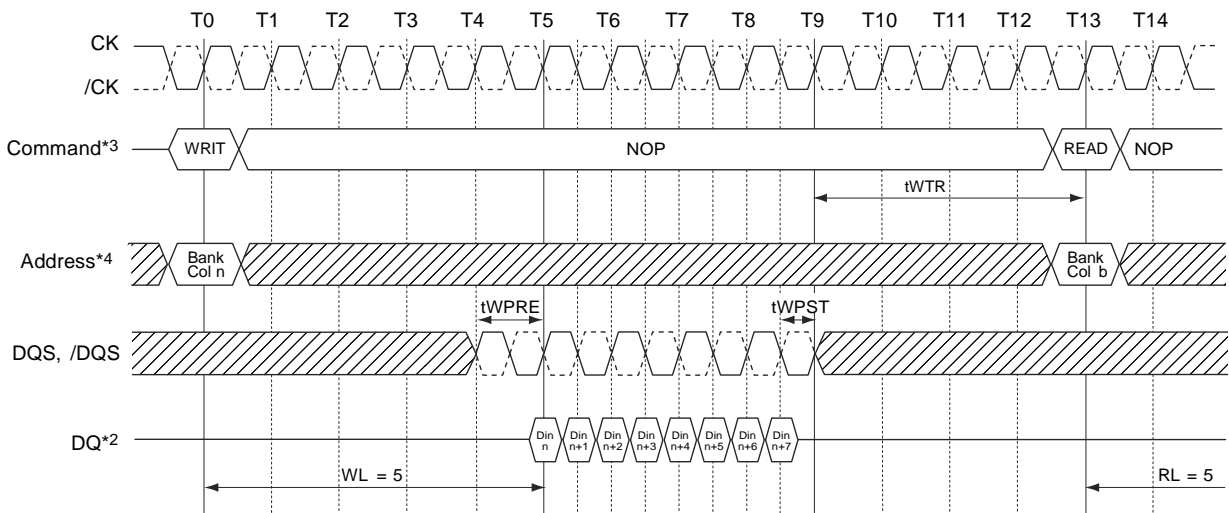 T0 T1 T2 T3 T4 T5 T6 T7 T8 T9 T10 T11 T12 T13 T14
CK
/CK
Command*3 WRIT NOP READ NOP
tWTR
Address*4 Bank Col n Bank Col b
tWPRE tWPST
DQS, /DQS
DQ*2 Din n Din n+1 Din n+2 Din n+3 Din n+4 Din n+5 Din n+6 Din n+7
WL = 5 RL = 5